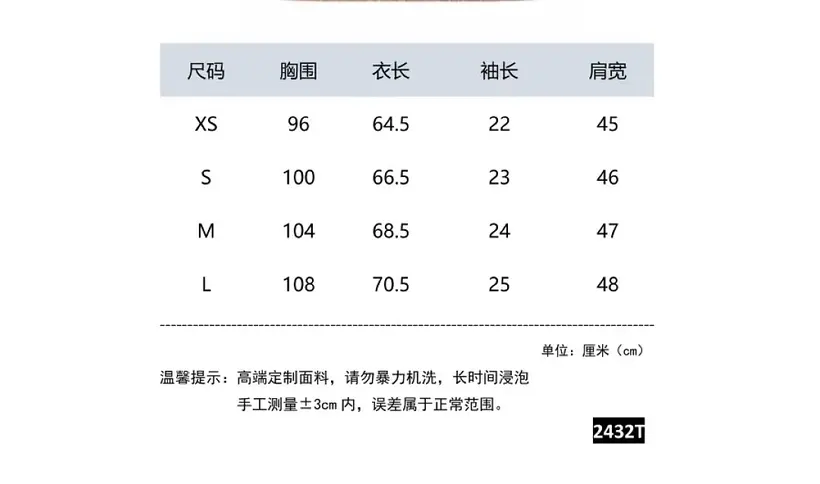 尺码 胸围 衣长 袖长 肩宽
XS 96 64.5 22 45
S 100 66.5 23 46
M 104 68.5 24 47
L 108 70.5 25 48
单位：厘米（cm）
温馨提示：高端定制面料，请勿暴力机洗，长时间浸泡
手工测量±3cm内，误差属于正常范围。
2432T